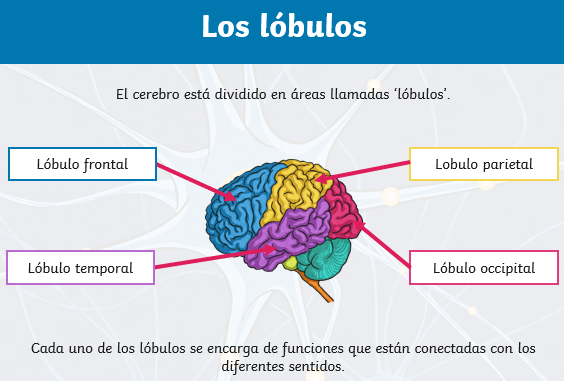 Los lóbulos
El cerebro está dividido en áreas llamadas ‘lóbulos’.
Lóbulo frontal
Lobulo parietal
Lóbulo temporal
Lóbulo occipital
Cada uno de los lóbulos se encarga de funciones que están conectadas con los
diferentes sentidos.